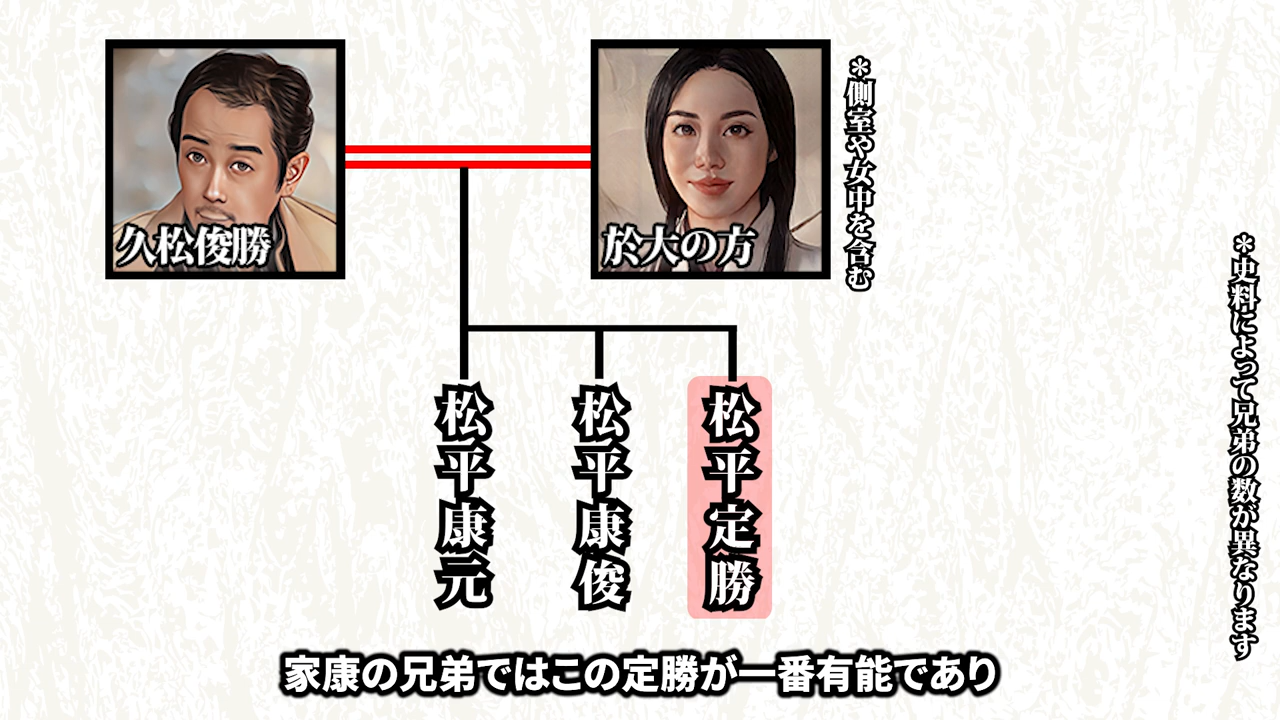 久松俊勝
於大の方
＊側室や女中を含む
＊史料によって兄弟の数が異なります
松平康元
松平康俊
松平定勝
家康の兄弟ではこの定勝が一番有能であり